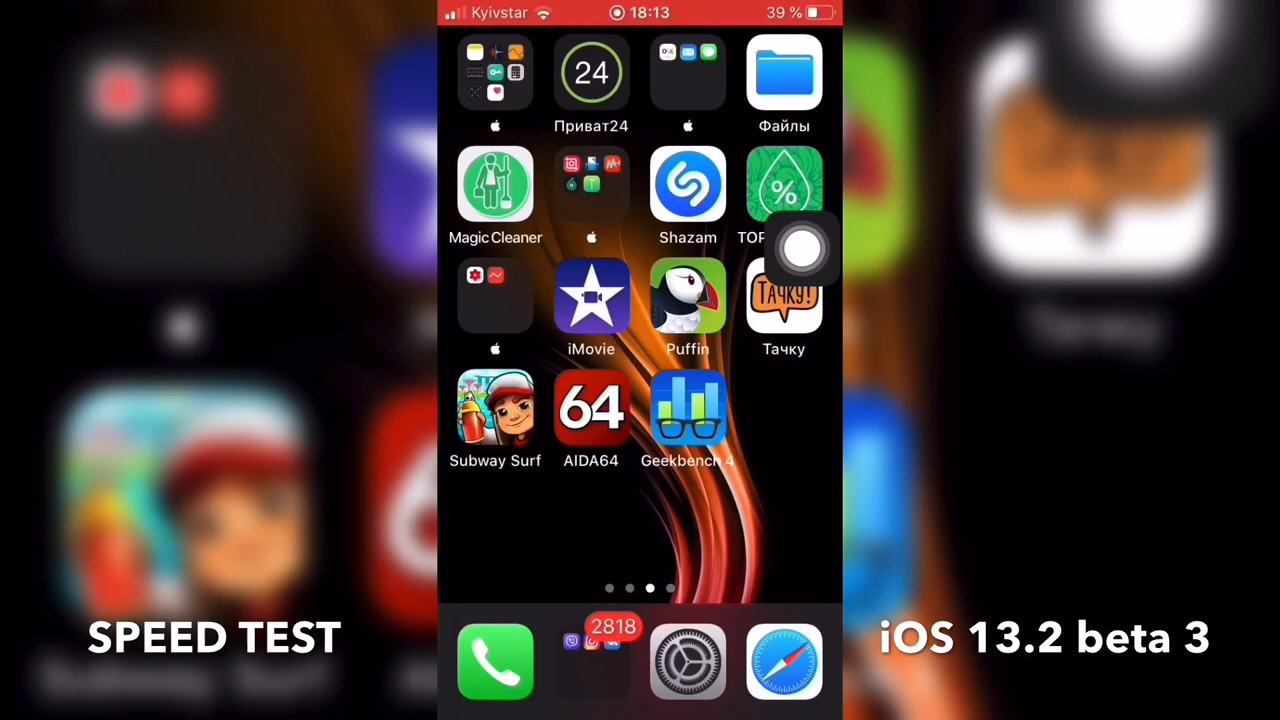 Kyivstar 18:13 39 %
24
Приват24 Файлы
%
Magic Cleaner Shazam TOP
ТАЧКУ!
iMovie Puffin Тачку
64
Subway Surf AIDA64 Geekbench 4
2818
SPEED TEST
iOS 13.2 beta 3